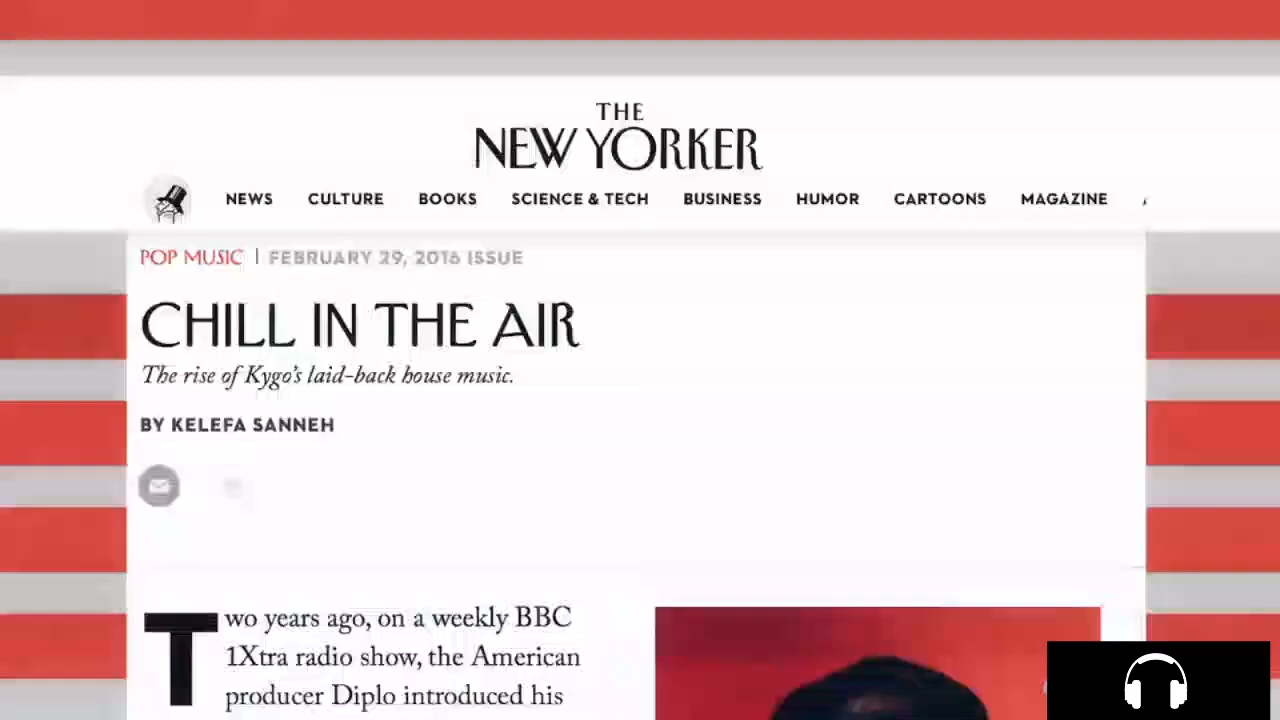 THE
NEW YORKER
NEWS CULTURE BOOKS SCIENCE & TECH BUSINESS HUMOR CARTOONS MAGAZINE
POP MUSIC | FEBRUARY 29, 2016 ISSUE
CHILL IN THE AIR
The rise of Kygo's laid-back house music.
BY KELEFA SANNEH
Two years ago, on a weekly BBC
1Xtra radio show, the American
producer Diplo introduced his